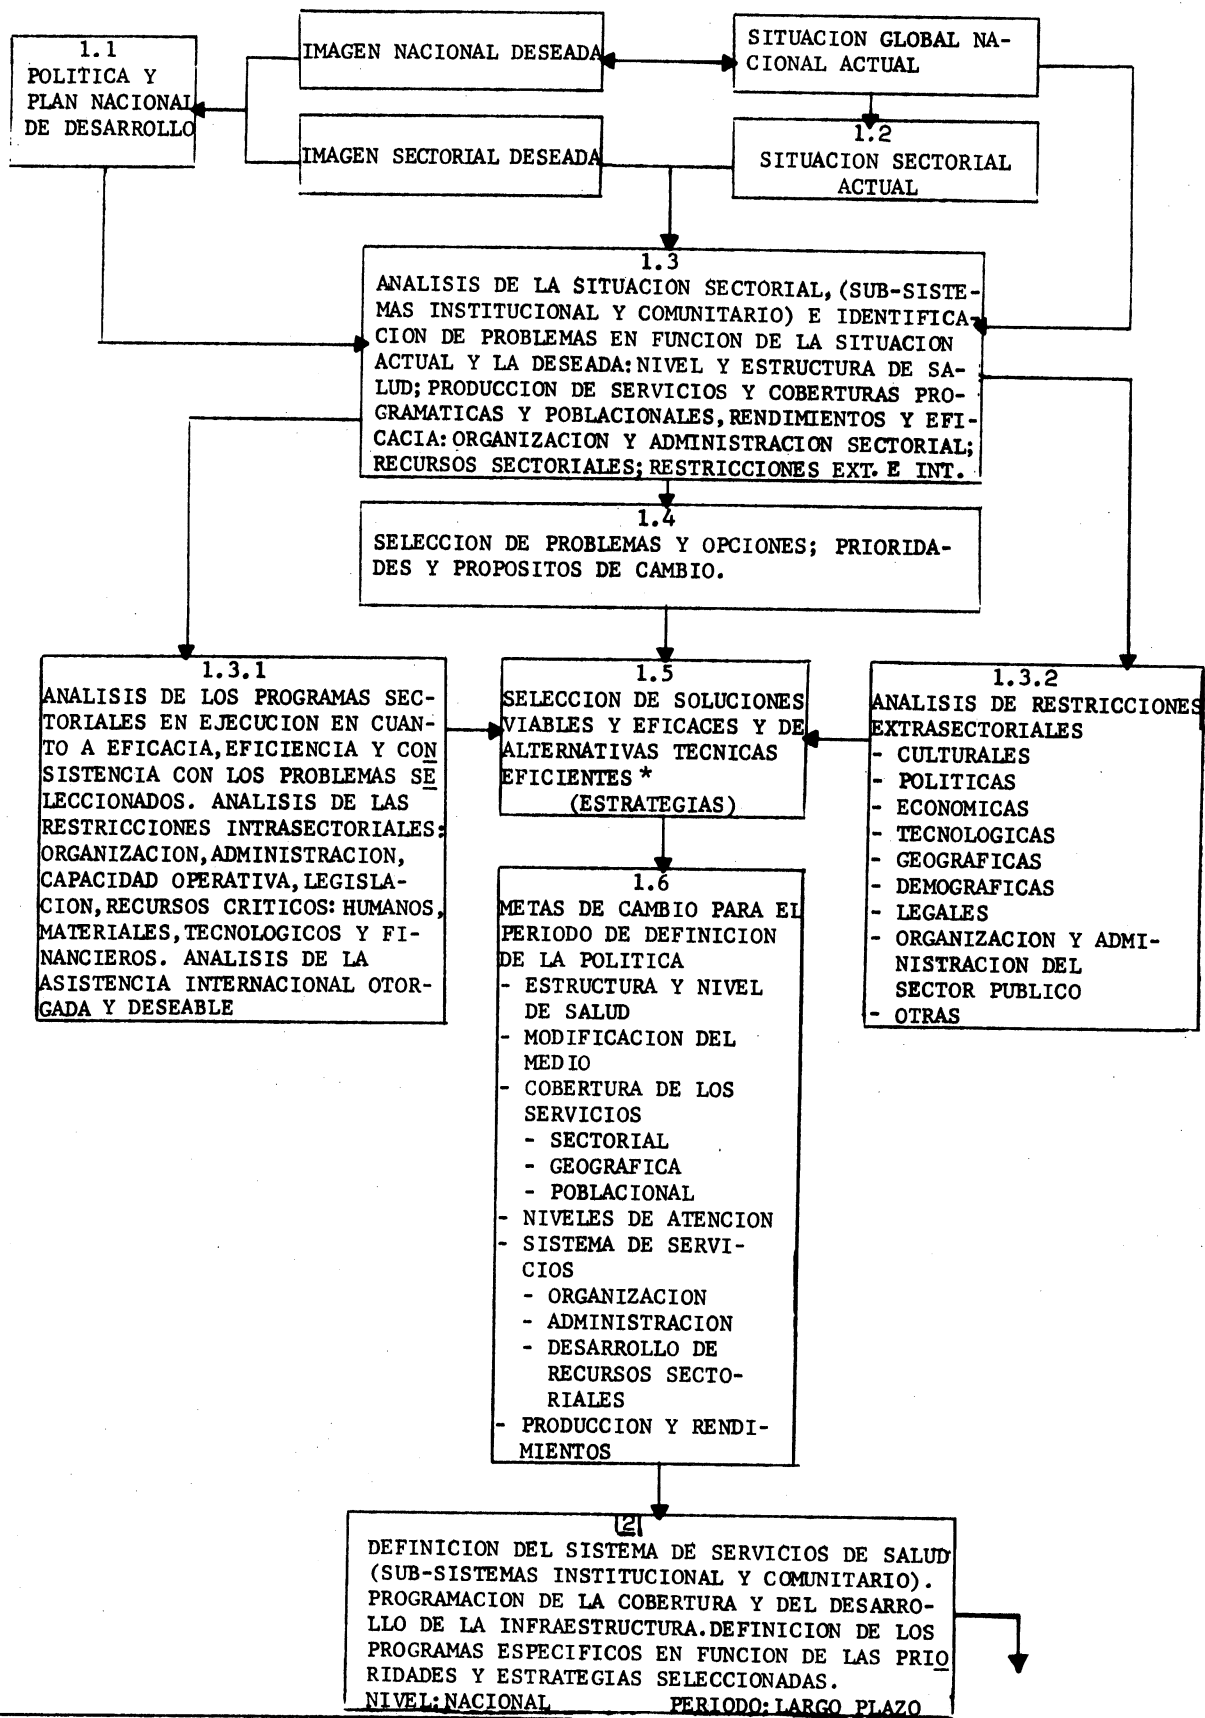 1.1
POLITICA Y
PLAN NACIONAL
DE DESARROLLO
IMAGEN NACIONAL DESEADA
SITUACION GLOBAL NA-
CIONAL ACTUAL
IMAGEN SECTORIAL DESEADA
1.2
SITUACION SECTORIAL
ACTUAL
1.3
ANALISIS DE LA SITUACION SECTORIAL, (SUB-SISTE-
MAS INSTITUCIONAL Y COMUNITARIO) E IDENTIFICA-
CION DE PROBLEMAS EN FUNCION DE LA SITUACION
ACTUAL Y LA DESEADA: NIVEL Y ESTRUCTURA DE SA-
LUD; PRODUCCION DE SERVICIOS Y COBERTURAS PRO-
GRAMATICAS Y POBLACIONALES, RENDIMIENTOS Y EFI-
CACIA: ORGANIZACION Y ADMINISTRACION SECTORIAL;
RECURSOS SECTORIALES; RESTRICCIONES EXT. E INT.
1.4
SELECCION DE PROBLEMAS Y OPCIONES; PRIORIDA-
DES Y PROPOSITOS DE CAMBIO.
1.3.1
ANALISIS DE LOS PROGRAMAS SEC-
TORIALES EN EJECUCION EN CUAN-
TO A EFICACIA, EFICIENCIA Y CON
SISTENCIA CON LOS PROBLEMAS SE
LECCIONADOS. ANALISIS DE LAS
RESTRICCIONES INTRASECTORIALES:
ORGANIZACION, ADMINISTRACION,
CAPACIDAD OPERATIVA, LEGISLA-
CION, RECURSOS CRITICOS: HUMANOS,
MATERIALES, TECNOLOGICOS Y FI-
NANCIEROS. ANALISIS DE LA
ASISTENCIA INTERNACIONAL OTOR-
GADA Y DESEABLE
1.5
SELECCION DE SOLUCIONES
VIABLES Y EFICACES Y DE
ALTERNATIVAS TECNICAS
EFICIENTES *
(ESTRATEGIAS)
1.3.2
ANALISIS DE RESTRICCIONES
EXTRASECTORIALES
- CULTURALES
- POLITICAS
- ECONOMICAS
- TECNOLOGICAS
- GEOGRAFICAS
- DEMOGRAFICAS
- LEGALES
- ORGANIZACION Y ADMI-
NISTRACION DEL
SECTOR PUBLICO
- OTRAS
1.6
METAS DE CAMBIO PARA EL
PERIODO DE DEFINICION
DE LA POLITICA
- ESTRUCTURA Y NIVEL
DE SALUD
- MODIFICACION DEL
MEDIO
- COBERTURA DE LOS
SERVICIOS
- SECTORIAL
- GEOGRAFICA
- POBLACIONAL
- NIVELES DE ATENCION
- SISTEMA DE SERVI-
CIOS
- ORGANIZACION
- ADMINISTRACION
- DESARROLLO DE
RECURSOS SECTO-
RIALES
- PRODUCCION Y RENDI-
MIENTOS
2
DEFINICION DEL SISTEMA DE SERVICIOS DE SALUD
(SUB-SISTEMAS INSTITUCIONAL Y COMUNITARIO).
PROGRAMACION DE LA COBERTURA Y DEL DESARRO-
LLO DE LA INFRAESTRUCTURA. DEFINICION DE LOS
PROGRAMAS ESPECIFICOS EN FUNCION DE LAS PRIO
RIDADES Y ESTRATEGIAS SELECCIONADAS.
NIVEL: NACIONAL PERIODO: LARGO PLAZO